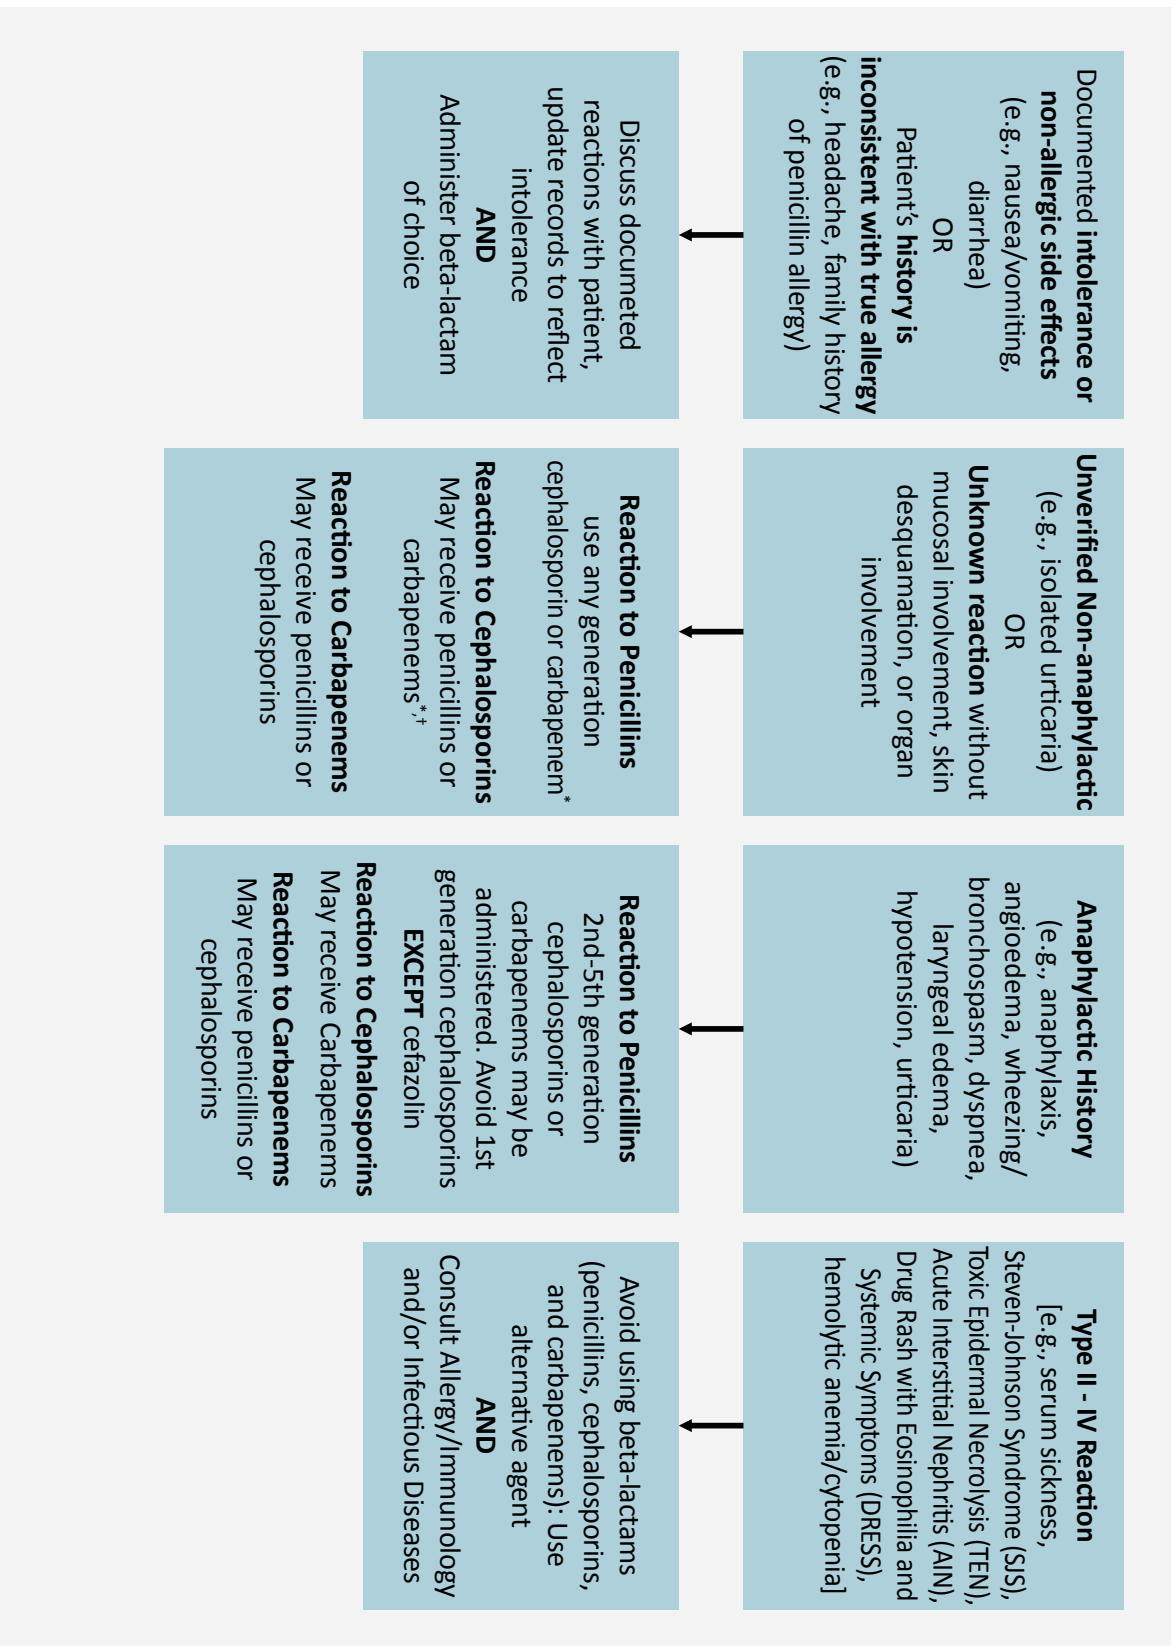 Documented intolerance or
non-allergic side effects
(e.g., nausea/vomiting,
diarrhea)
OR
Patient's history is
inconsistent with true allergy
(e.g., headache, family history
of penicillin allergy)
Discuss documeted
reactions with patient,
update records to reflect
intolerance
AND
Administer beta-lactam
of choice
Unverified Non-anaphylactic
(e.g., isolated urticaria)
OR
Unknown reaction without
mucosal involvement, skin
desquamation, or organ
involvement
Reaction to Penicillins
use any generation
cephalosporin or carbapenem*
Reaction to Cephalosporins
May receive penicillins or
carbapenems*,†
Reaction to Carbapenems
May receive penicillins or
cephalosporins
Anaphylactic History
(e.g., anaphylaxis,
angioedema, wheezing/
bronchospasm, dyspnea,
laryngeal edema,
hypotension, urticaria)
Reaction to Penicillins
2nd-5th generation
cephalosporins or
carbapenems may be
administered. Avoid 1st
generation cephalosporins
EXCEPT cefazolin
Reaction to Cephalosporins
May receive Carbapenems
Reaction to Carbapenems
May receive penicillins or
cephalosporins
Type II - IV Reaction
[e.g., serum sickness,
Steven-Johnson Syndrome (SJS),
Toxic Epidermal Necrolysis (TEN),
Acute Interstitial Nephritis (AIN),
Drug Rash with Eosinophilia and
Systemic Symptoms (DRESS),
hemolytic anemia/cytopenia]
Avoid using beta-lactams
(penicillins, cephalosporins,
and carbapenems): Use
alternative agent
AND
Consult Allergy/Immunology
and/or Infectious Diseases